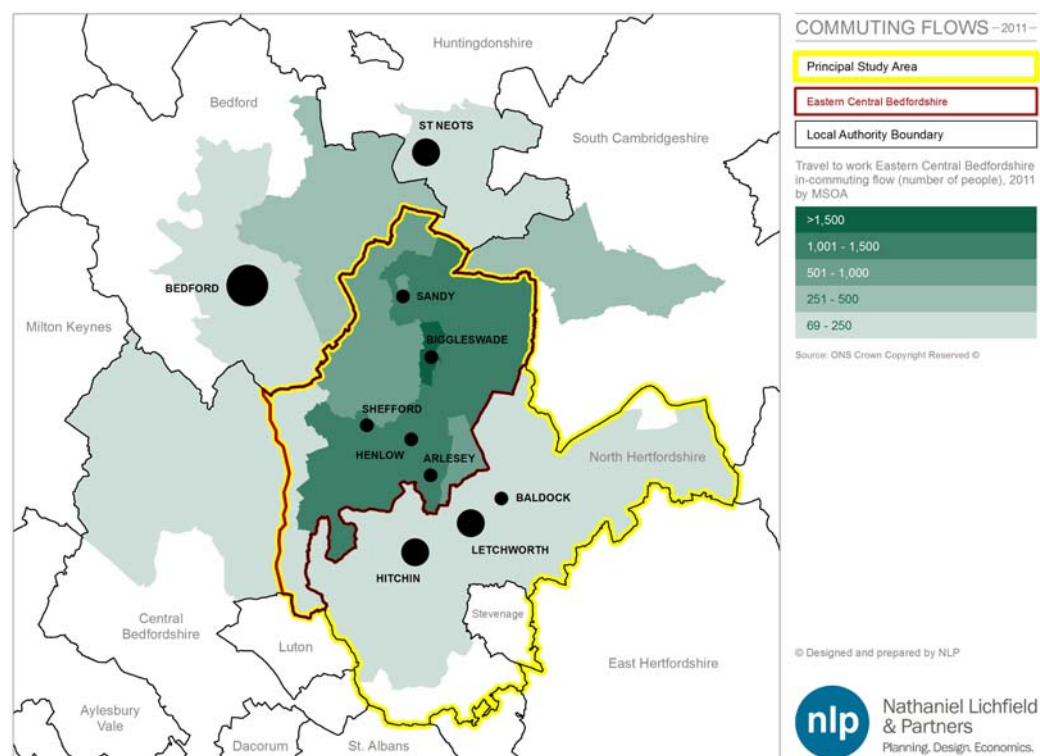 COMMUTING FLOWS –2011–
Principal Study Area
Eastern Central Bedfordshire
Local Authority Boundary
Travel to work Eastern Central Bedfordshire
in-commuting flow (number of people), 2011
by MSOA
>1,500
1,001 - 1,500
501 - 1,000
251 - 500
69 - 250
Source: ONS Crown Copyright Reserved ©
Huntingdonshire
Bedford
ST NEOTS
South Cambridgeshire
BEDFORD
SANDY
Milton Keynes
BIGGLESWADE
SHEFFORD
HENLOW
ARLESEY
North Hertfordshire
BALDOCK
LETCHWORTH
HITCHIN
Stevenage
Central
Bedfordshire
Luton
East Hertfordshire
Aylesbury
Vale
Dacorum
St. Albans
© Designed and prepared by NLP
nlp
Nathaniel Lichfield
& Partners
Planning. Design. Economics.